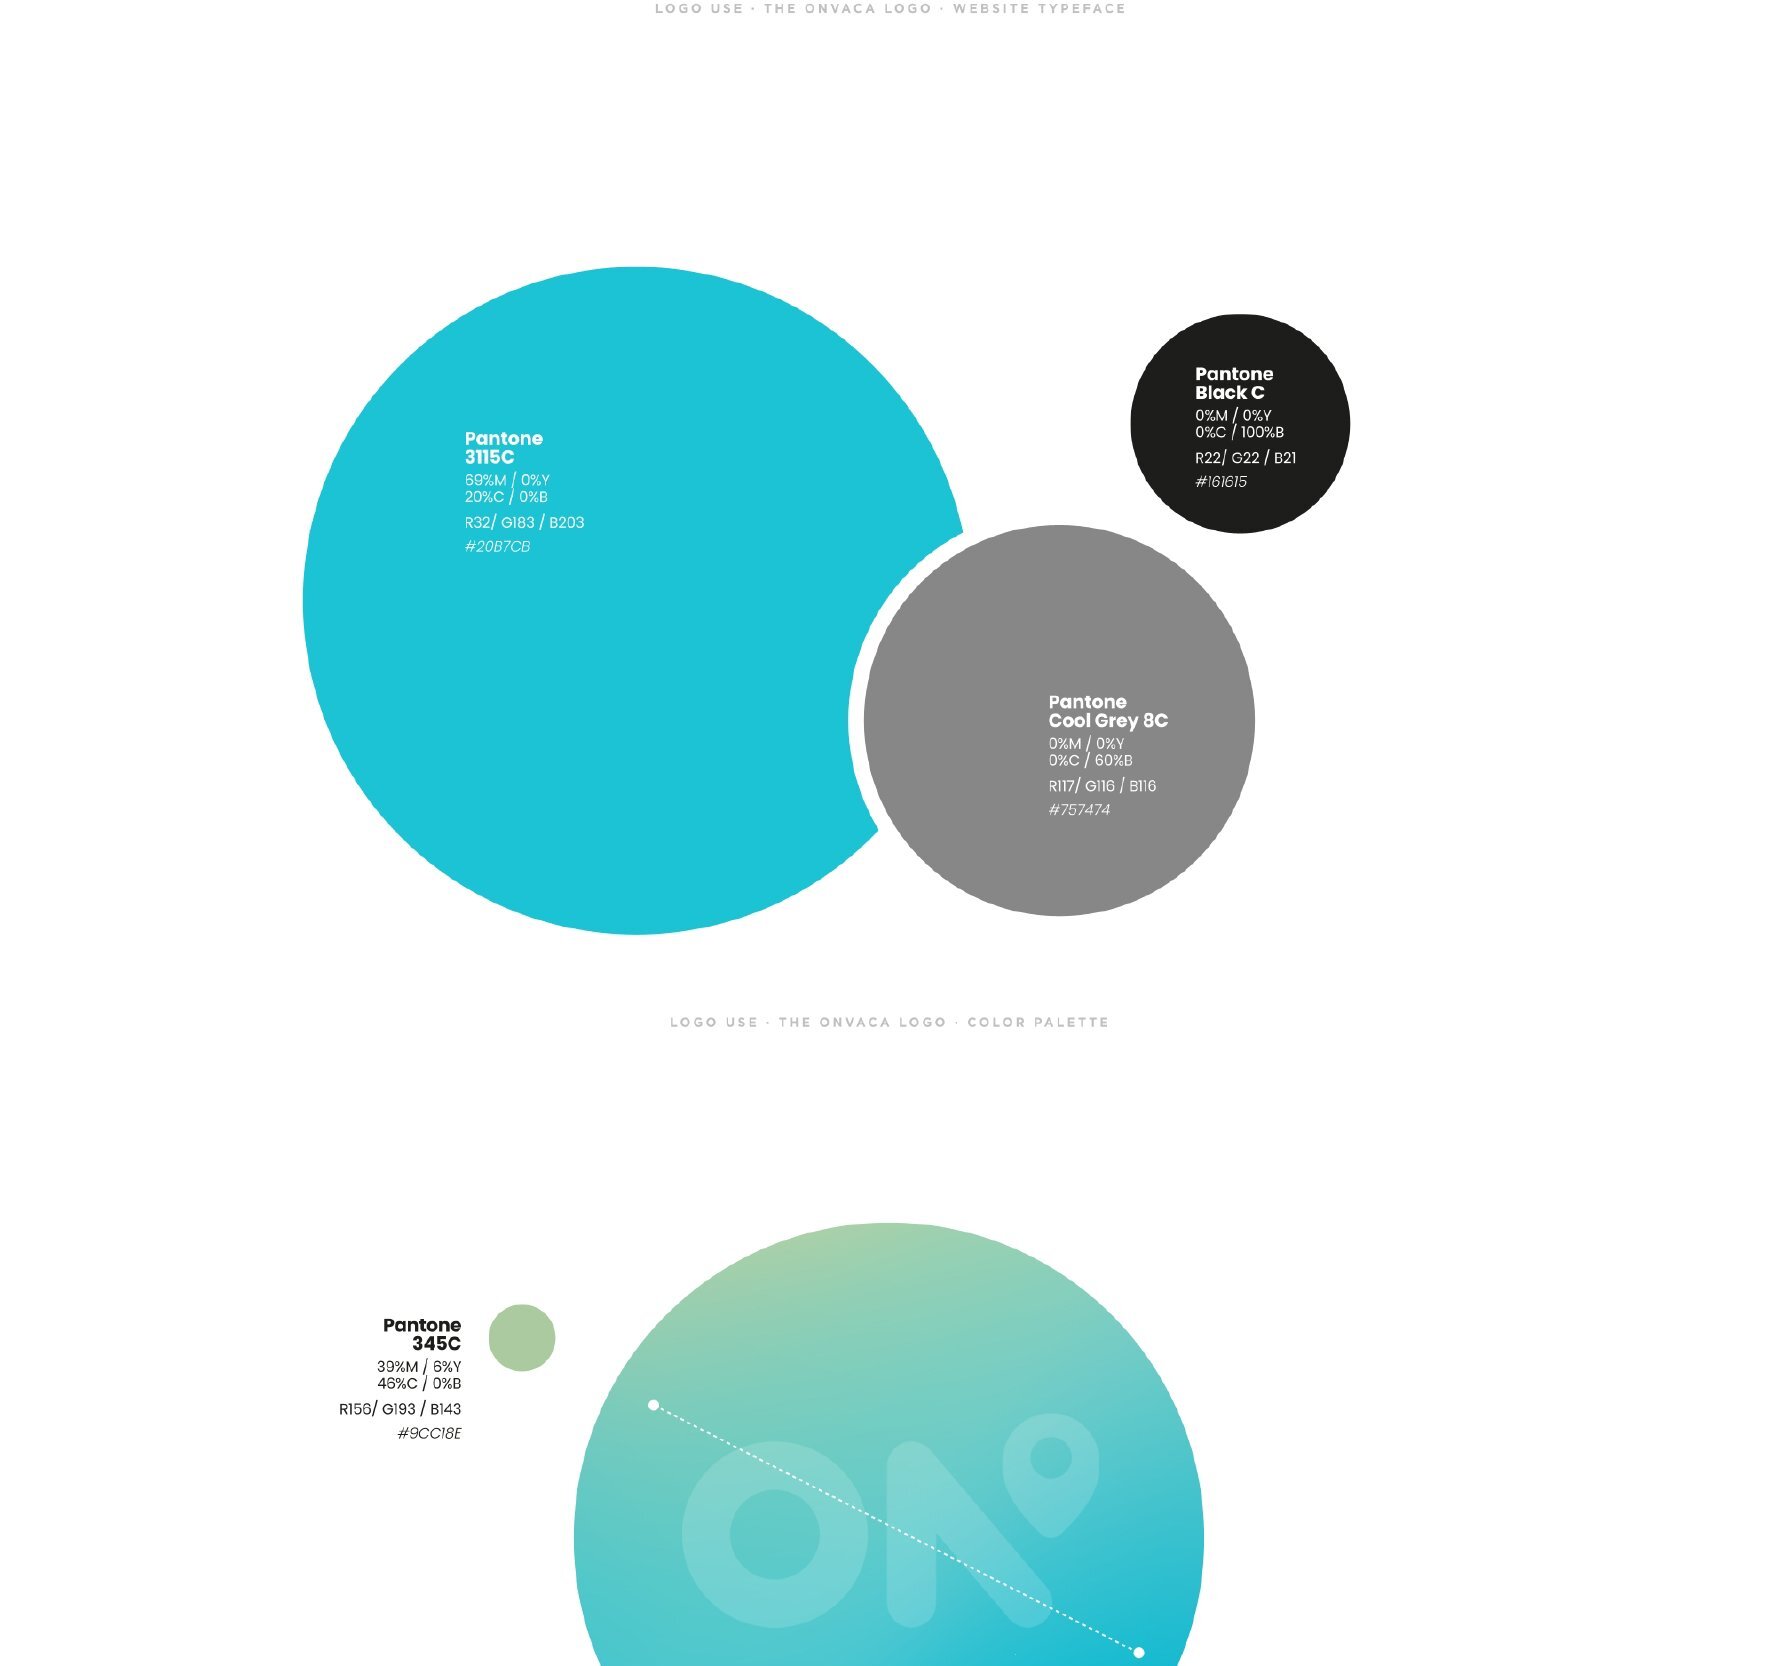 LOGO USE · THE ONVACA LOGO · WEBSITE TYPEFACE
Pantone
Black C
0%M / 0%Y
0%C / 100%B
R22/ G22 / B21
#161615
Pantone
3115C
69%M / 0%Y
20%C / 0%B
R32/ G183 / B203
#20B7CB
Pantone
Cool Grey 8C
0%M / 0%Y
0%C / 60%B
R117/ G116 / B116
#757474
LOGO USE · THE ONVACA LOGO · COLOR PALETTE
Pantone
345C
39%M / 6%Y
46%C / 0%B
R156/ G193 / B143
#9CC18E
ON